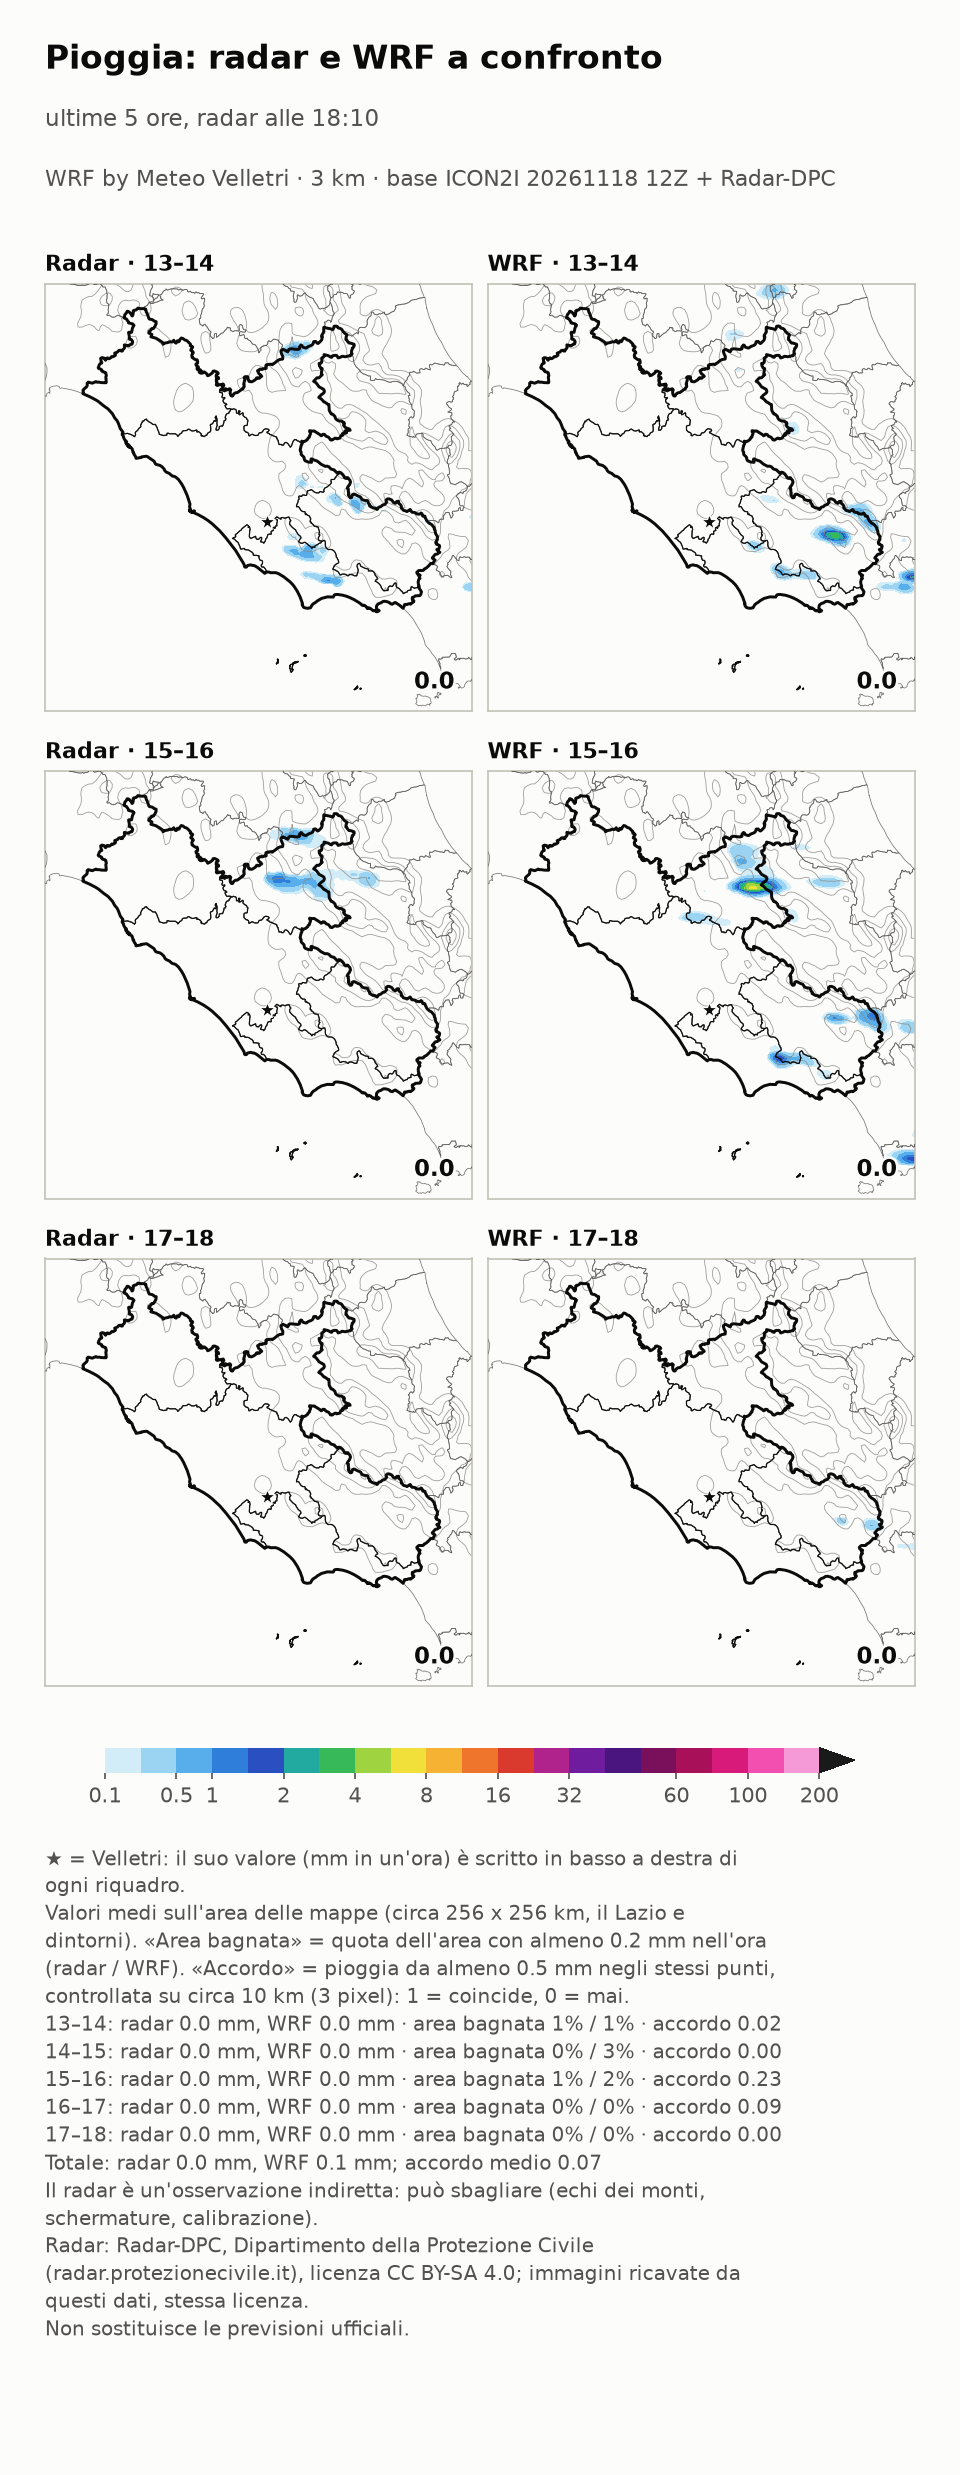 Pioggia: radar e WRF a confronto
ultime 5 ore, radar alle 18:10
WRF by Meteo Velletri · 3 km · base ICON2I 20261118 12Z + Radar-DPC
Radar · 13–14
WRF · 13–14
0.0
0.0
Radar · 15–16
WRF · 15–16
0.0
0.0
Radar · 17–18
WRF · 17–18
0.0
0.0
0.1 0.5 1 2 4 8 16 32 60 100 200
★ = Velletri: il suo valore (mm in un'ora) è scritto in basso a destra di
ogni riquadro.
Valori medi sull'area delle mappe (circa 256 x 256 km, il Lazio e
dintorni). «Area bagnata» = quota dell'area con almeno 0.2 mm nell'ora
(radar / WRF). «Accordo» = pioggia da almeno 0.5 mm negli stessi punti,
controllata su circa 10 km (3 pixel): 1 = coincide, 0 = mai.
13–14: radar 0.0 mm, WRF 0.0 mm · area bagnata 1% / 1% · accordo 0.02
14–15: radar 0.0 mm, WRF 0.0 mm · area bagnata 0% / 3% · accordo 0.00
15–16: radar 0.0 mm, WRF 0.0 mm · area bagnata 1% / 2% · accordo 0.23
16–17: radar 0.0 mm, WRF 0.0 mm · area bagnata 0% / 0% · accordo 0.09
17–18: radar 0.0 mm, WRF 0.0 mm · area bagnata 0% / 0% · accordo 0.00
Totale: radar 0.0 mm, WRF 0.1 mm; accordo medio 0.07
Il radar è un'osservazione indiretta: può sbagliare (echi dei monti,
schermature, calibrazione).
Radar: Radar-DPC, Dipartimento della Protezione Civile
(radar.protezionecivile.it), licenza CC BY-SA 4.0; immagini ricavate da
questi dati, stessa licenza.
Non sostituisce le previsioni ufficiali.